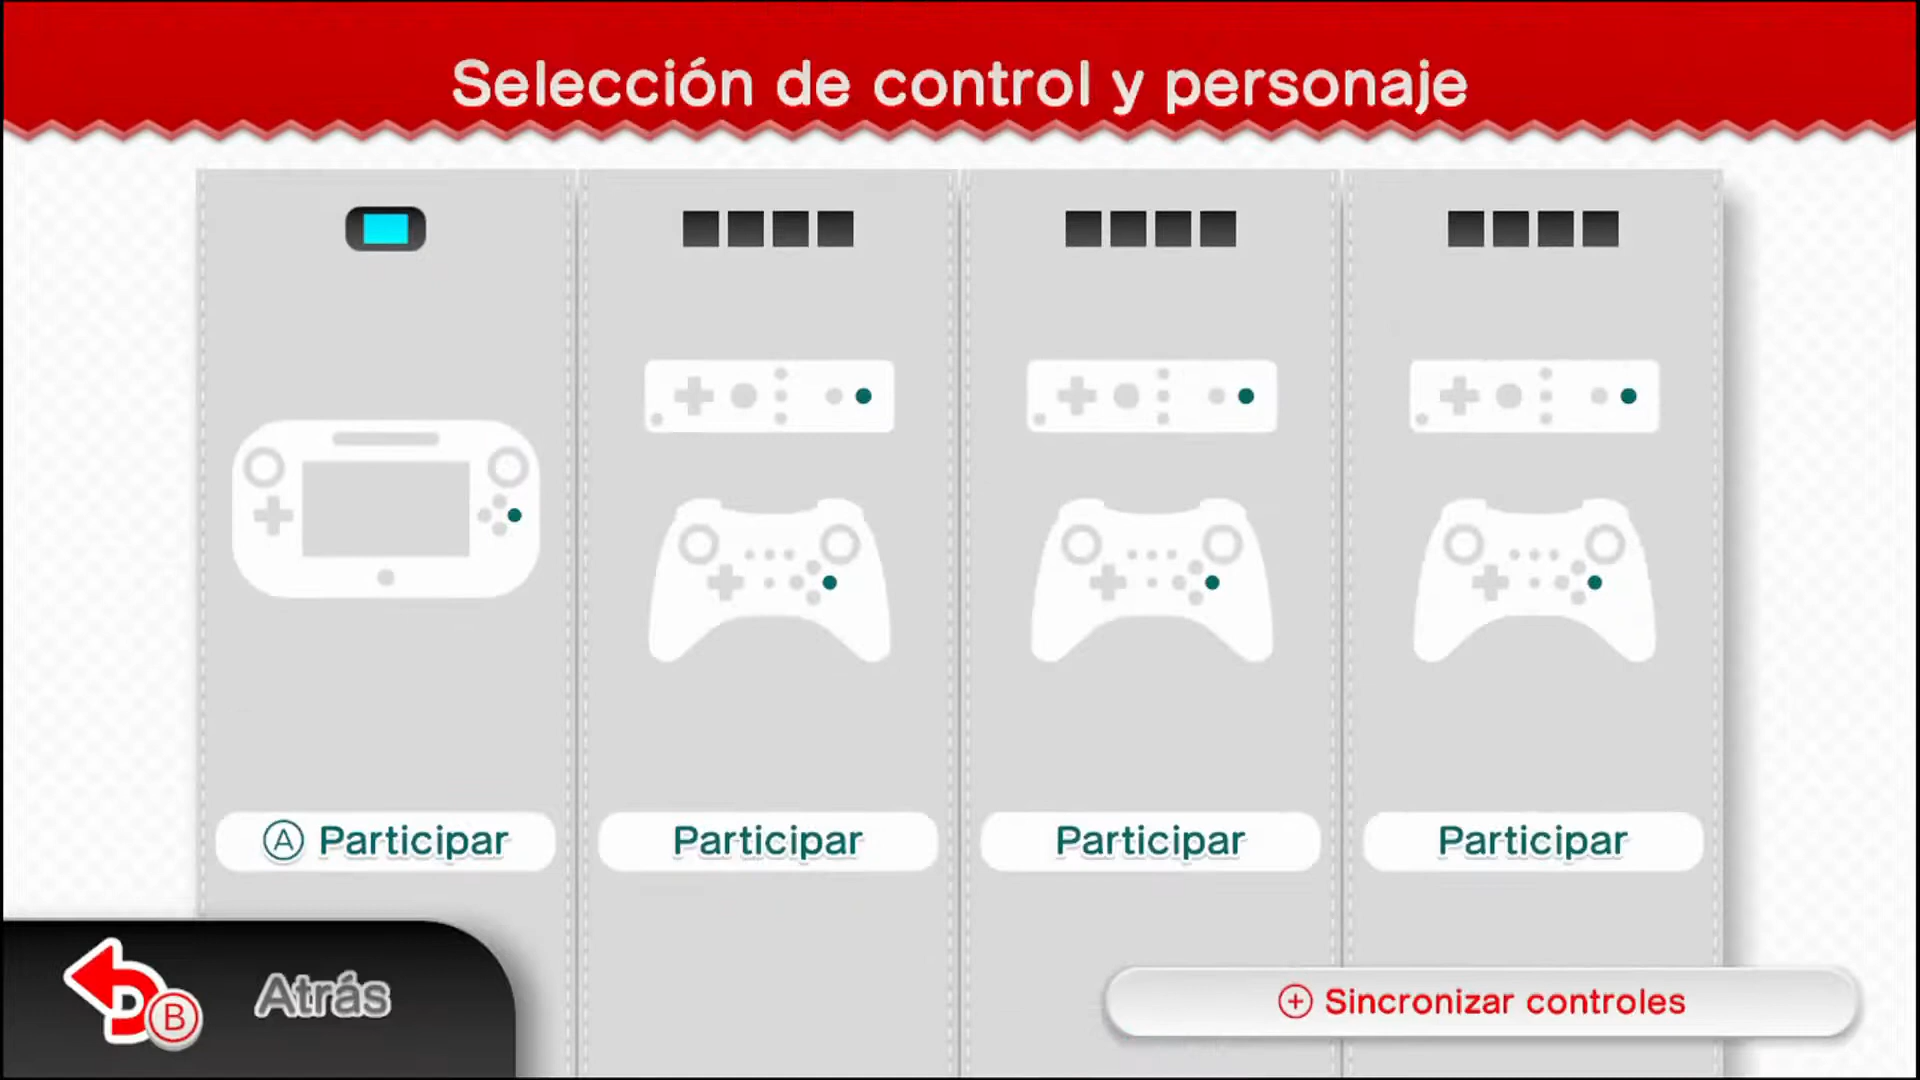 Selección de control y personaje
Ⓐ Participar
Participar
Participar
Participar
B
Atrás
⊕ Sincronizar controles